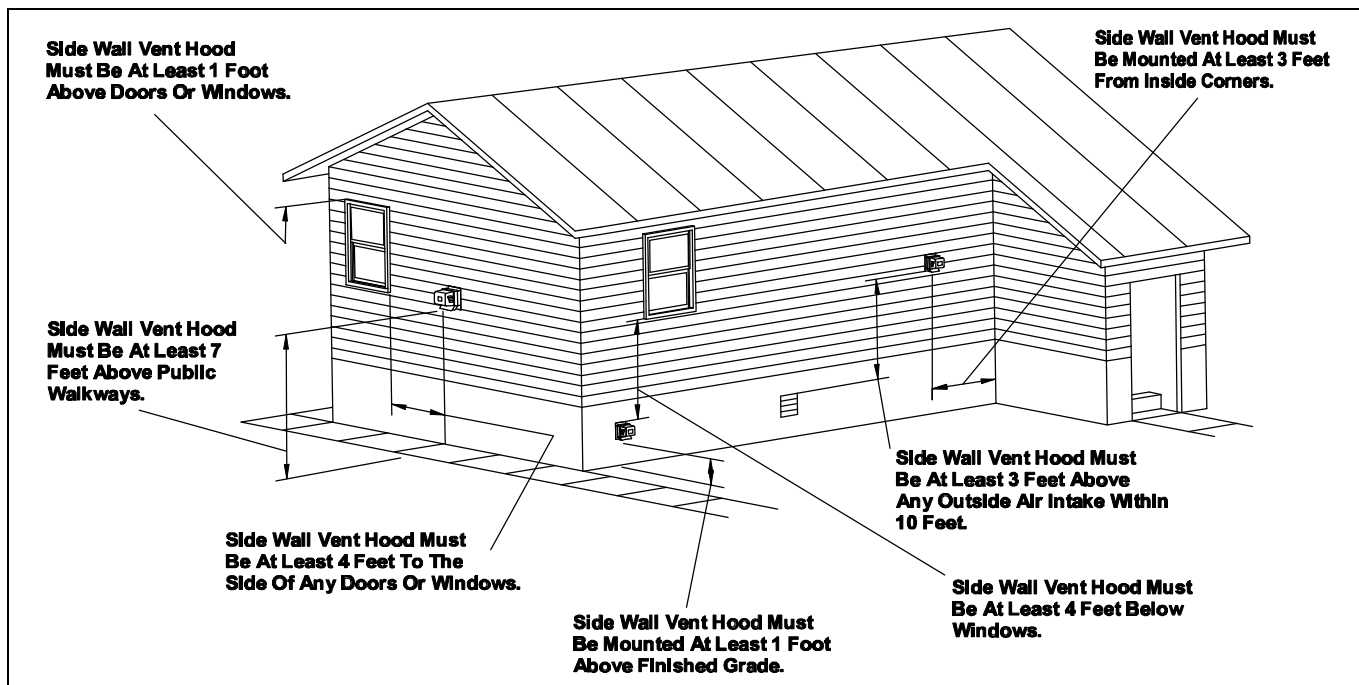 Side Wall Vent Hood
Must Be At Least 1 Foot
Above Doors Or Windows.
Side Wall Vent Hood Must
Be Mounted At Least 3 Feet
From Inside Corners.
Side Wall Vent Hood
Must Be At Least 7
Feet Above Public
Walkways.
Side Wall Vent Hood Must
Be At Least 3 Feet Above
Any Outside Air Intake Within
10 Feet.
Side Wall Vent Hood Must
Be At Least 4 Feet To The
Side Of Any Doors Or Windows.
Side Wall Vent Hood Must
Be At Least 4 Feet Below
Windows.
Side Wall Vent Hood Must
Be Mounted At Least 1 Foot
Above Finished Grade.